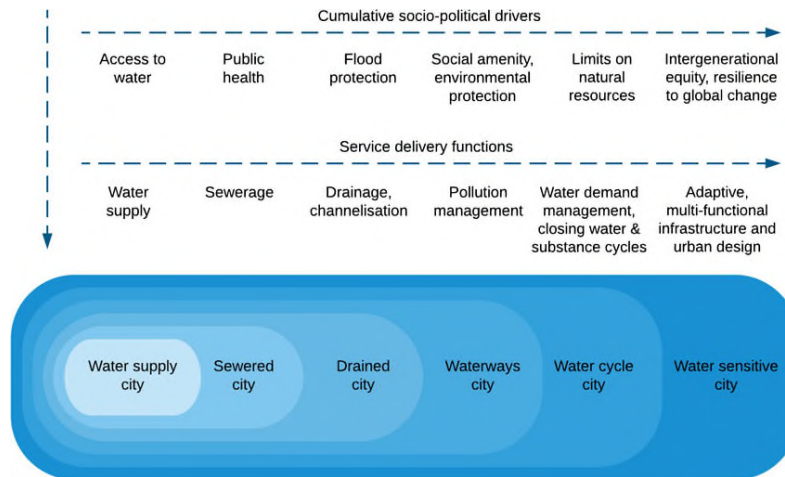 Cumulative socio-political drivers
Access to
water
Public
health
Flood
protection
Social amenity,
environmental
protection
Limits on
natural
resources
Intergenerational
equity, resilience
to global change
Service delivery functions
Water
supply
Sewerage
Drainage,
channelisation
Pollution
management
Water demand
management,
closing water &
substance cycles
Adaptive,
multi-functional
infrastructure and
urban design
Water supply
city
Sewered
city
Drained
city
Waterways
city
Water cycle
city
Water sensitive
city